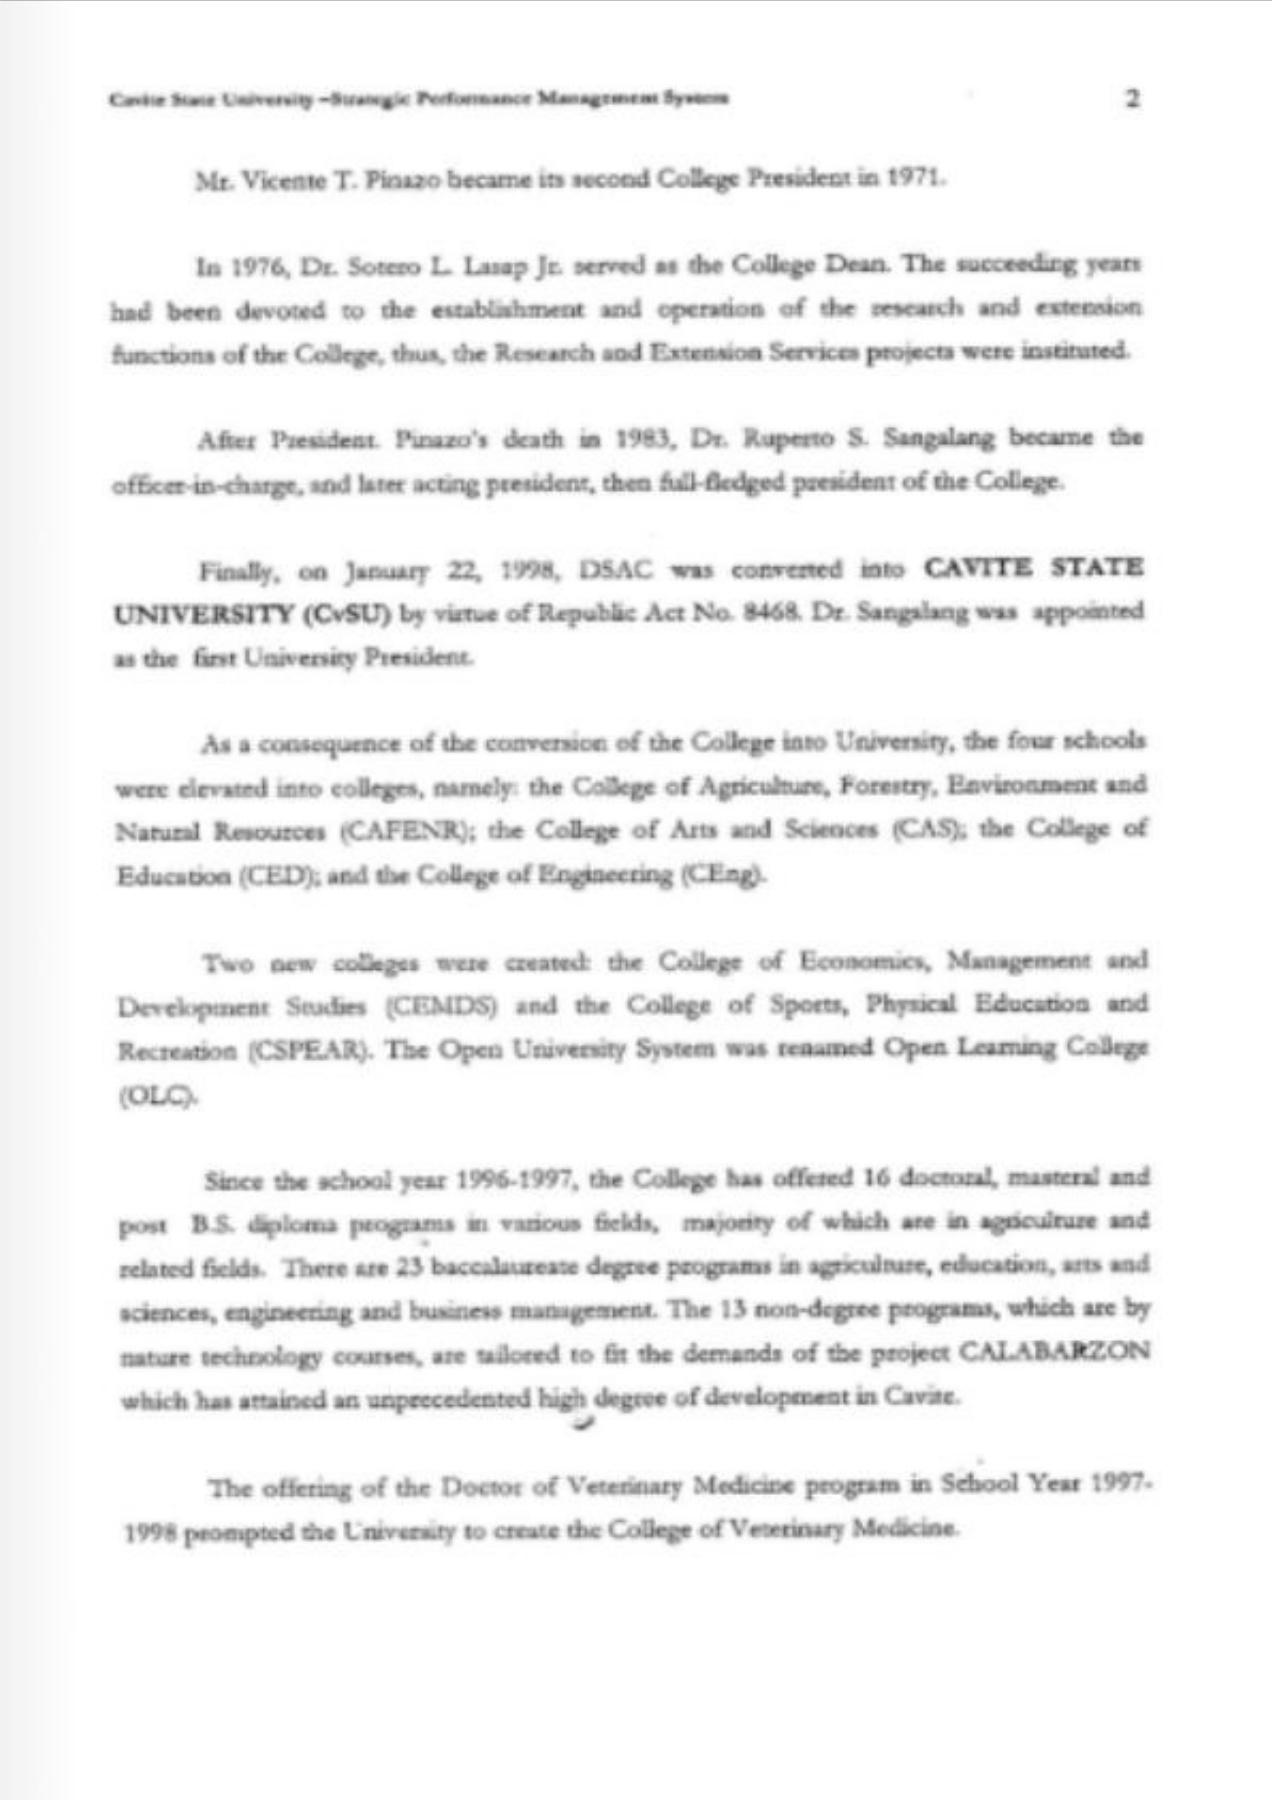 Cavite State University –Strategic Performance Management System 2
Mr. Vicente T. Pinazo became its second College President in 1971.
In 1976, Dr. Sotero L. Lasap Jr. served as the College Dean. The succeeding years
had been devoted to the establishment and operation of the research and extension
functions of the College, thus, the Research and Extension Services projects were instituted.
After President. Pinazo's death in 1983, Dr. Ruperto S. Sangalang became the
officer-in-charge, and later acting president, then full-fledged president of the College.
Finally, on January 22, 1998, DSAC was converted into CAVITE STATE
UNIVERSITY (CvSU) by virtue of Republic Act No. 8468. Dr. Sangalang was appointed
as the first University President.
As a consequence of the conversion of the College into University, the four schools
were elevated into colleges, namely: the College of Agriculture, Forestry, Environment and
Natural Resources (CAFENR); the College of Arts and Sciences (CAS); the College of
Education (CED); and the College of Engineering (CEng).
Two new colleges were created: the College of Economics, Management and
Development Studies (CEMDS) and the College of Sports, Physical Education and
Recreation (CSPEAR). The Open University System was renamed Open Learning College
(OLC).
Since the school year 1996-1997, the College has offered 16 doctoral, masteral and
post B.S. diploma programs in various fields, majority of which are in agriculture and
related fields. There are 23 baccalaureate degree programs in agriculture, education, arts and
sciences, engineering and business management. The 13 non-degree programs, which are by
nature technology courses, are tailored to fit the demands of the project CALABARZON
which has attained an unprecedented high degree of development in Cavite.
The offering of the Doctor of Veterinary Medicine program in School Year 1997-
1998 prompted the University to create the College of Veterinary Medicine.